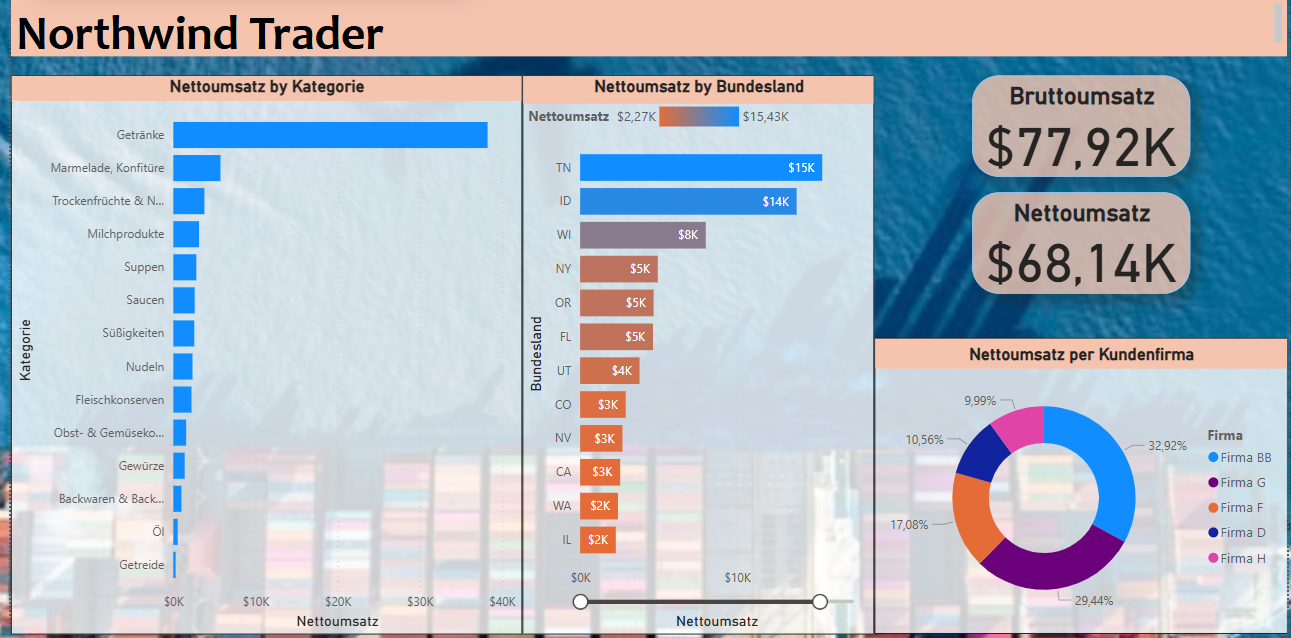 Northwind Trader
Nettoumsatz by Kategorie
Kategorie
Getränke
Marmelade, Konfitüre
Trockenfrüchte & N...
Milchprodukte
Suppen
Saucen
Süßigkeiten
Nudeln
Fleischkonserven
Obst- & Gemüseko...
Gewürze
Backwaren & Back...
Öl
Getreide
$0K $10K $20K $30K $40K
Nettoumsatz
Nettoumsatz by Bundesland
Nettoumsatz $2,27K $15,43K
Bundesland
TN $15K
ID $14K
WI $8K
NY $5K
OR $5K
FL $5K
UT $4K
CO $3K
NV $3K
CA $3K
WA $2K
IL $2K
$0K $10K
Nettoumsatz
Bruttoumsatz
$77,92K
Nettoumsatz
$68,14K
Nettoumsatz per Kundenfirma
9,99%
10,56%
32,92%
17,08%
29,44%
Firma
Firma BB
Firma G
Firma F
Firma D
Firma H